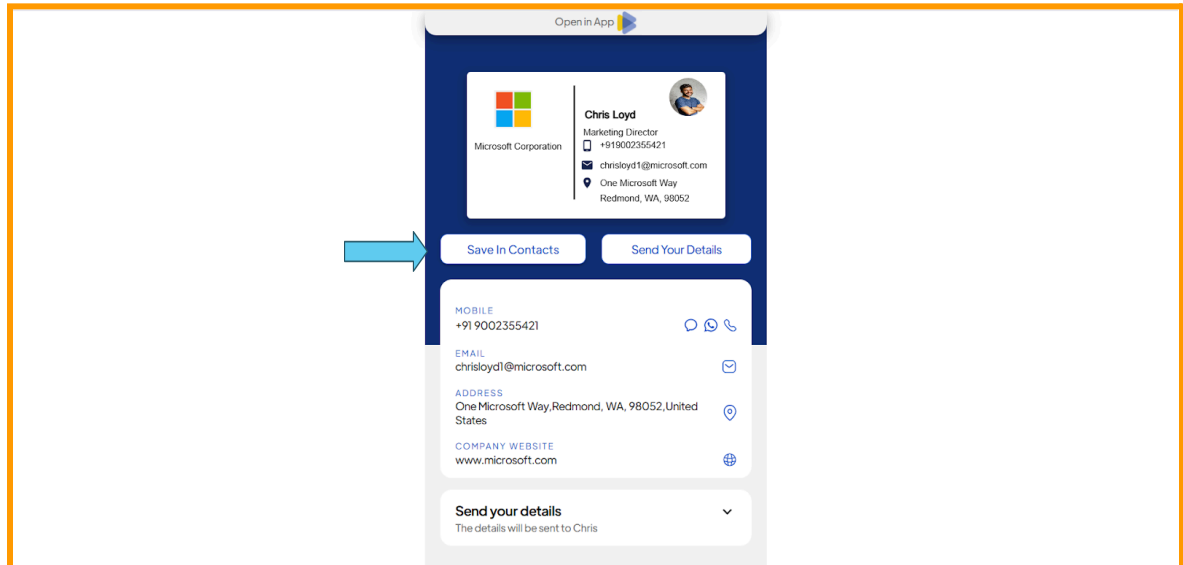 Open in App
Chris Loyd
Marketing Director
Microsoft Corporation
+919002355421
chrisloyd1@microsoft.com
One Microsoft Way
Redmond, WA, 98052
Save In Contacts
Send Your Details
MOBILE
+91 9002355421
EMAIL
chrisloyd1@microsoft.com
ADDRESS
One Microsoft Way,Redmond, WA, 98052,United
States
COMPANY WEBSITE
www.microsoft.com
Send your details
The details will be sent to Chris